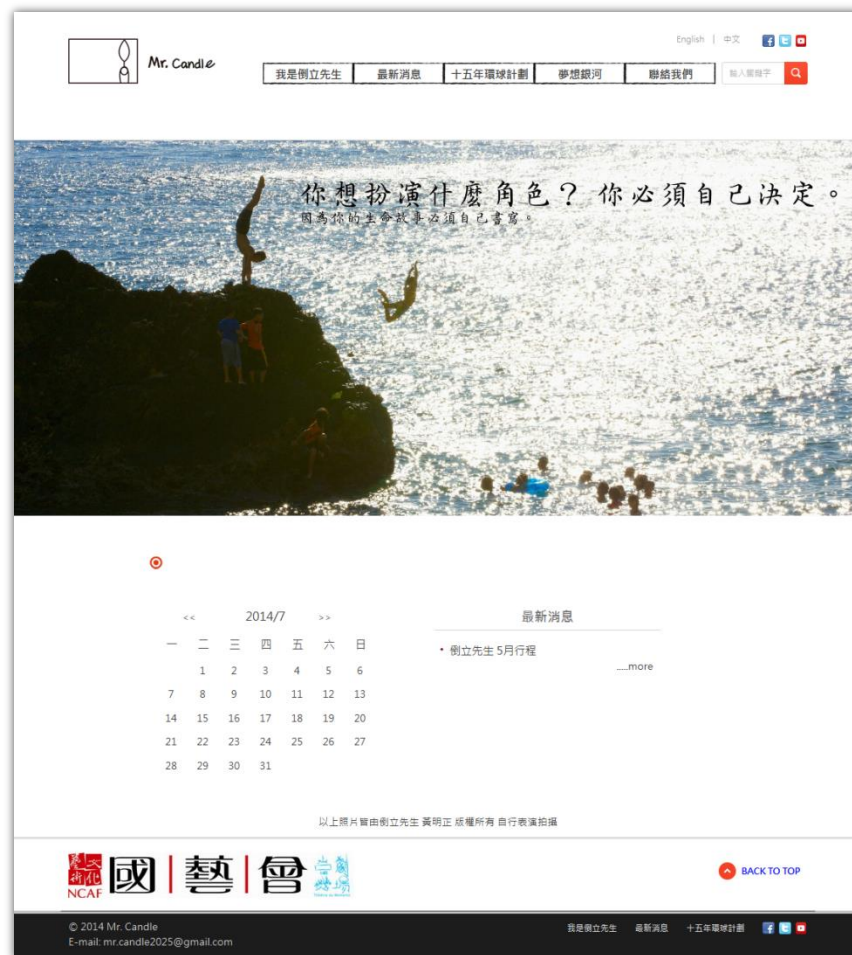 English | 中文
Mr. Candle
我是倒立先生 最新消息 十五年環球計劃 夢想銀河 聯絡我們 輸入關鍵字
你想扮演什麼角色？ 你必須自己決定。
因為你的生命故事必須自己書寫。
<< 2014/7 >>
一 二 三 四 五 六 日
1 2 3 4 5 6
7 8 9 10 11 12 13
14 15 16 17 18 19 20
21 22 23 24 25 26 27
28 29 30 31
最新消息
倒立先生 5月行程
.....more
以上照片皆由倒立先生 黃明正 版權所有 自行表演拍攝
NCAF
國 | 藝 | 會
BACK TO TOP
© 2014 Mr. Candle
E-mail: mr.candle2025@gmail.com
我是倒立先生 最新消息 十五年環球計劃